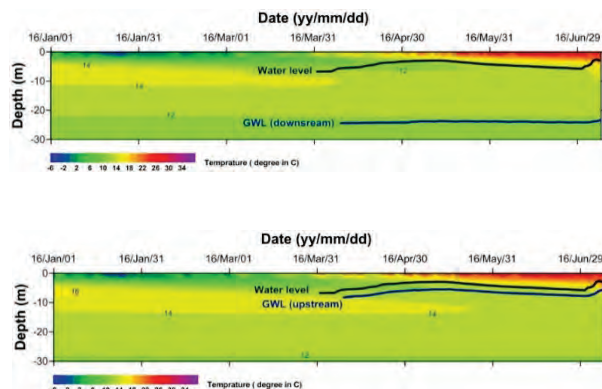 Date (yy/mm/dd)
16/Jan/01 16/Jan/31 16/Mar/01 16/Mar/31 16/Apr/30 16/May/31 16/Jun/29
Depth (m)
0
-10
-20
-30
14
14
12
12
Water level
GWL (downsream)
-6 -2 2 6 10 14 18 22 26 30 34
Temprature ( degree in C)
Date (yy/mm/dd)
16/Jan/01 16/Jan/31 16/Mar/01 16/Mar/31 16/Apr/30 16/May/31 16/Jun/29
Depth (m)
0
-10
-20
-30
16
14
14
12
Water level
GWL (upstream)
Temprature ( degree in C)